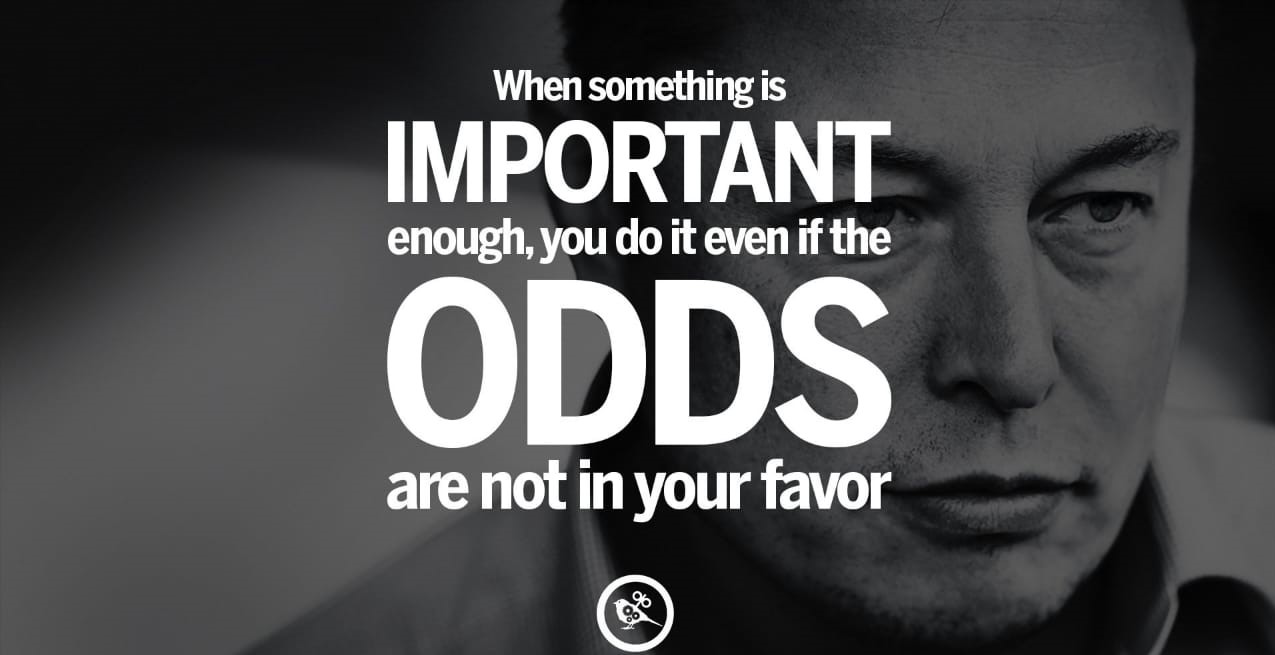 When something is
IMPORTANT
enough, you do it even if the
ODDS
are not in your favor